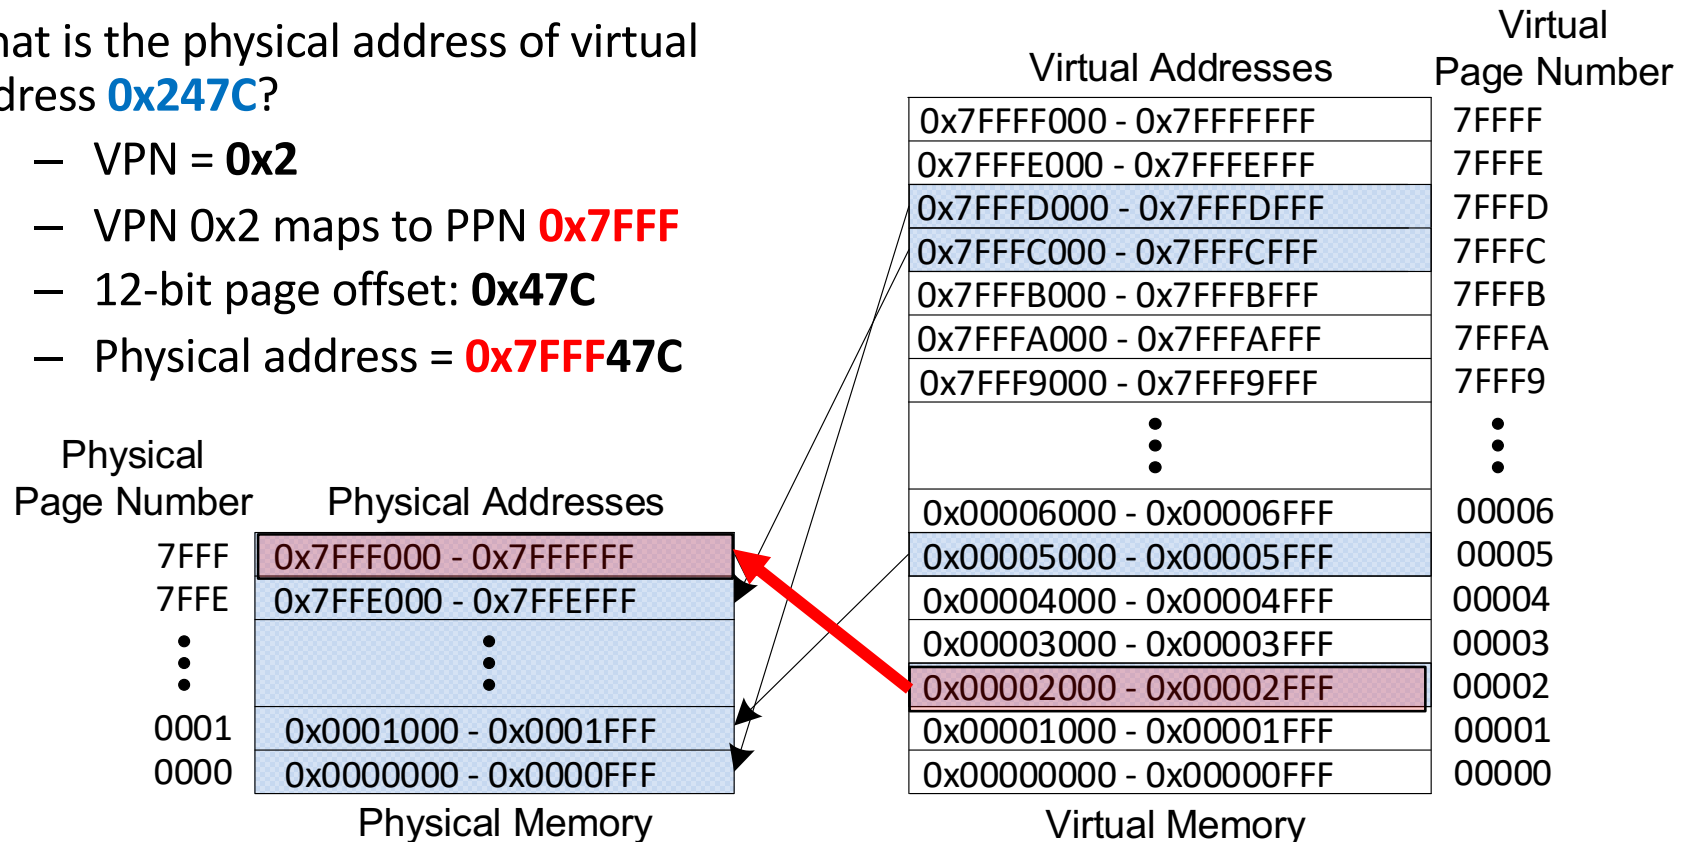 hat is the physical address of virtual
dress 0x247C?
– VPN = 0x2
– VPN 0x2 maps to PPN 0x7FFF
– 12-bit page offset: 0x47C
– Physical address = 0x7FFF47C
Physical
Page Number
Physical Addresses
7FFF 0x7FFF000 - 0x7FFFFFF
7FFE 0x7FFE000 - 0x7FFEFFF
0001 0x0001000 - 0x0001FFF
0000 0x0000000 - 0x0000FFF
Physical Memory
Virtual Addresses
Virtual
Page Number
0x7FFFF000 - 0x7FFFFFFF 7FFFF
0x7FFFE000 - 0x7FFFEFFF 7FFFE
0x7FFFD000 - 0x7FFFDFFF 7FFFD
0x7FFFC000 - 0x7FFFCFFF 7FFFC
0x7FFFB000 - 0x7FFFBFFF 7FFFB
0x7FFFA000 - 0x7FFFAFFF 7FFFA
0x7FFF9000 - 0x7FFF9FFF 7FFF9
0x00006000 - 0x00006FFF 00006
0x00005000 - 0x00005FFF 00005
0x00004000 - 0x00004FFF 00004
0x00003000 - 0x00003FFF 00003
0x00002000 - 0x00002FFF 00002
0x00001000 - 0x00001FFF 00001
0x00000000 - 0x00000FFF 00000
Virtual Memory